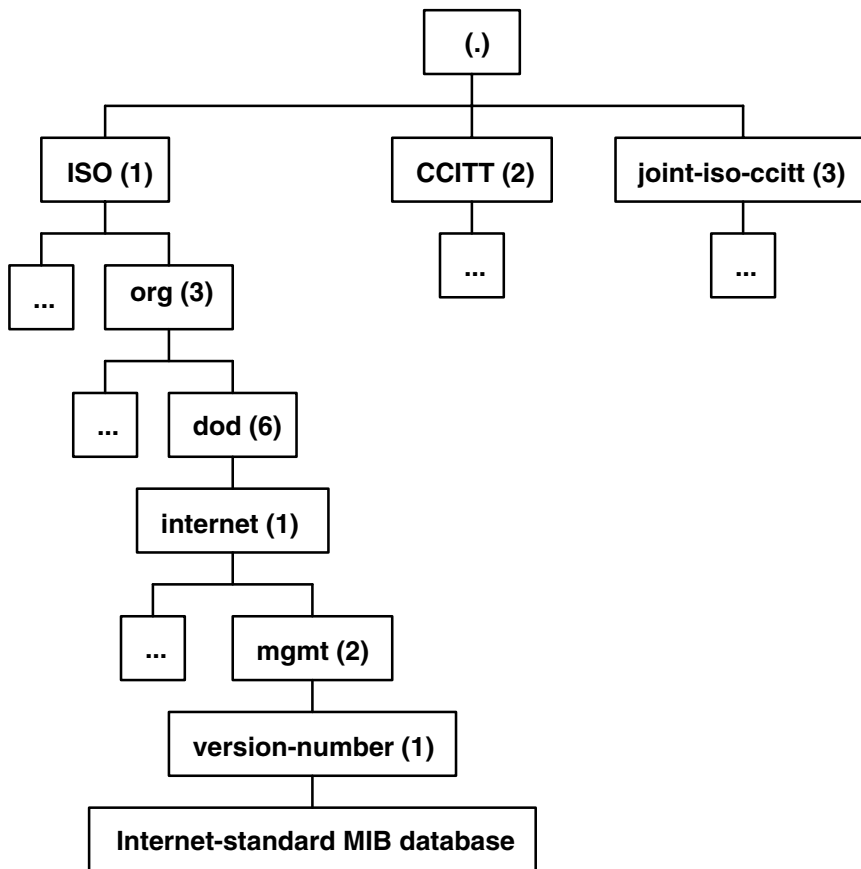 (.)
ISO (1)
CCITT (2)
joint-iso-ccitt (3)
...
org (3)
...
...
...
dod (6)
internet (1)
...
mgmt (2)
version-number (1)
Internet-standard MIB database